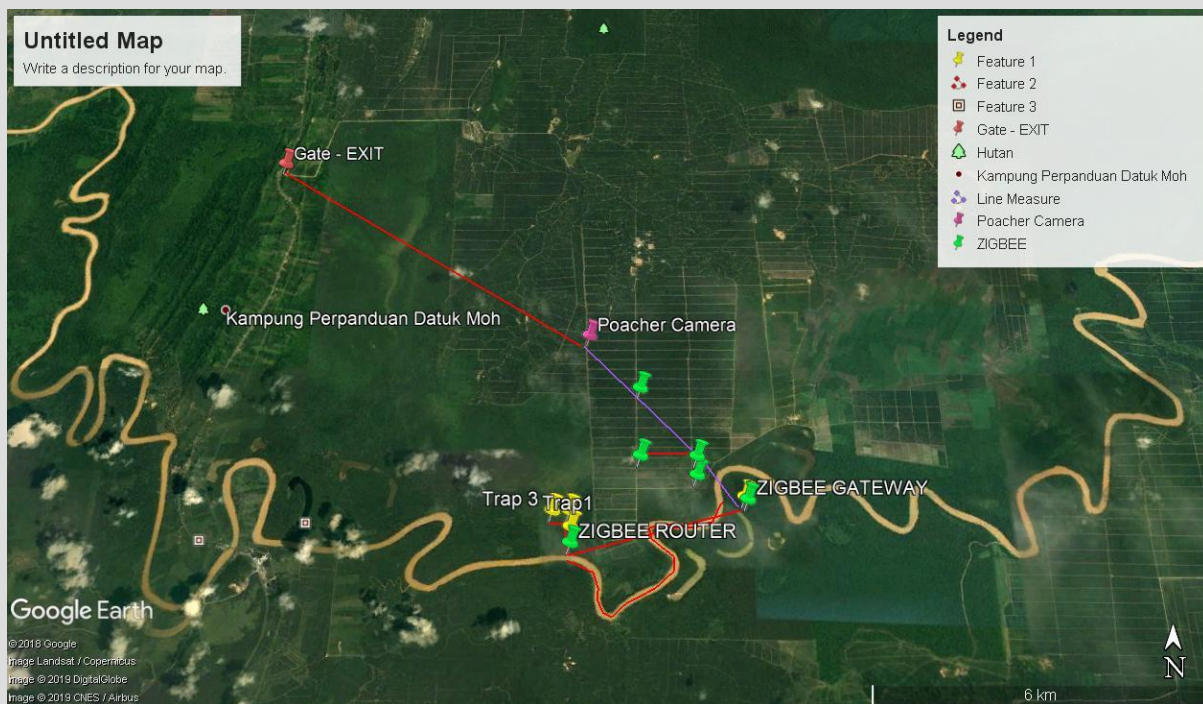 Untitled Map
Write a description for your map.
Legend
Feature 1
Feature 2
Feature 3
Gate - EXIT
Hutan
Kampung Perpanduan Datuk Moh
Line Measure
Poacher Camera
ZIGBEE
Gate - EXIT
Kampung Perpanduan Datuk Moh
Poacher Camera
ZIGBEE GATEWAY
Trap 3
Trap1
ZIGBEE ROUTER
Google Earth
© 2018 Google
Image Landsat / Copernicus
Image © 2019 DigitalGlobe
Image © 2019 CNES / Airbus
N
6 km